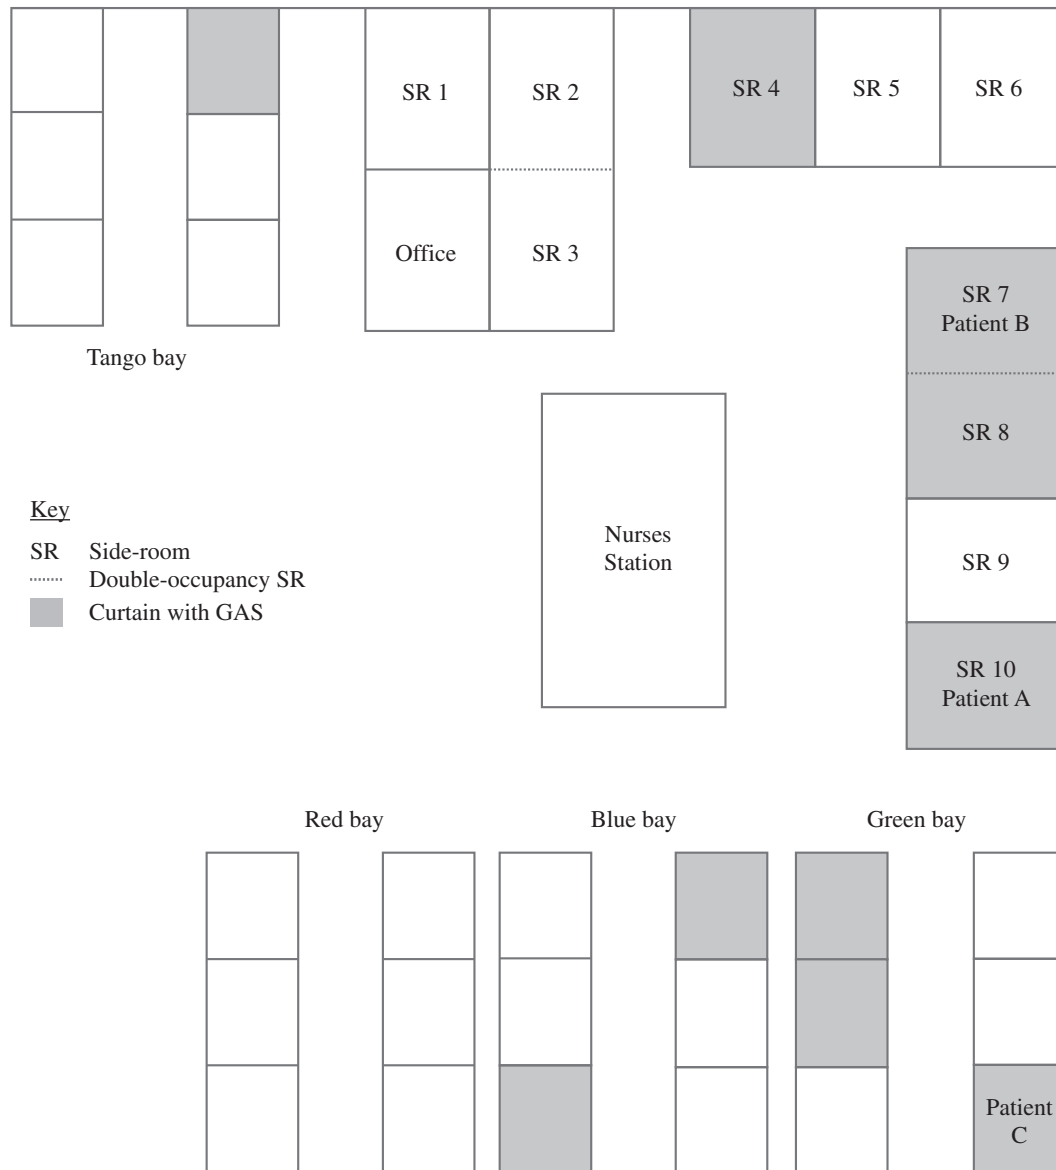 SR 1
SR 2
SR 4
SR 5
SR 6
Office
SR 3
SR 7
Patient B
Tango bay
SR 8
Key
SR Side-room
Double-occupancy SR
Curtain with GAS
Nurses
Station
SR 9
SR 10
Patient A
Red bay
Blue bay
Green bay
Patient
C